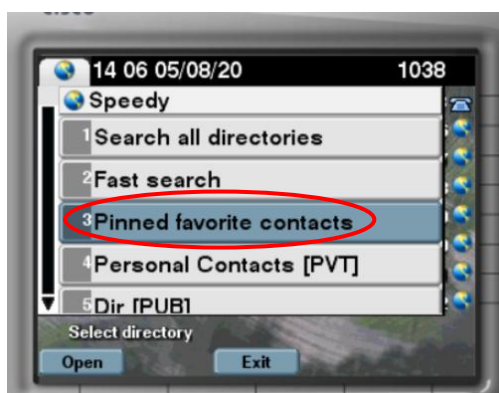 14 06 05/08/20 1038
Speedy
1 Search all directories
2 Fast search
3 Pinned favorite contacts
4 Personal Contacts [PVT]
5 Dir [PUB]
Select directory
Open Exit